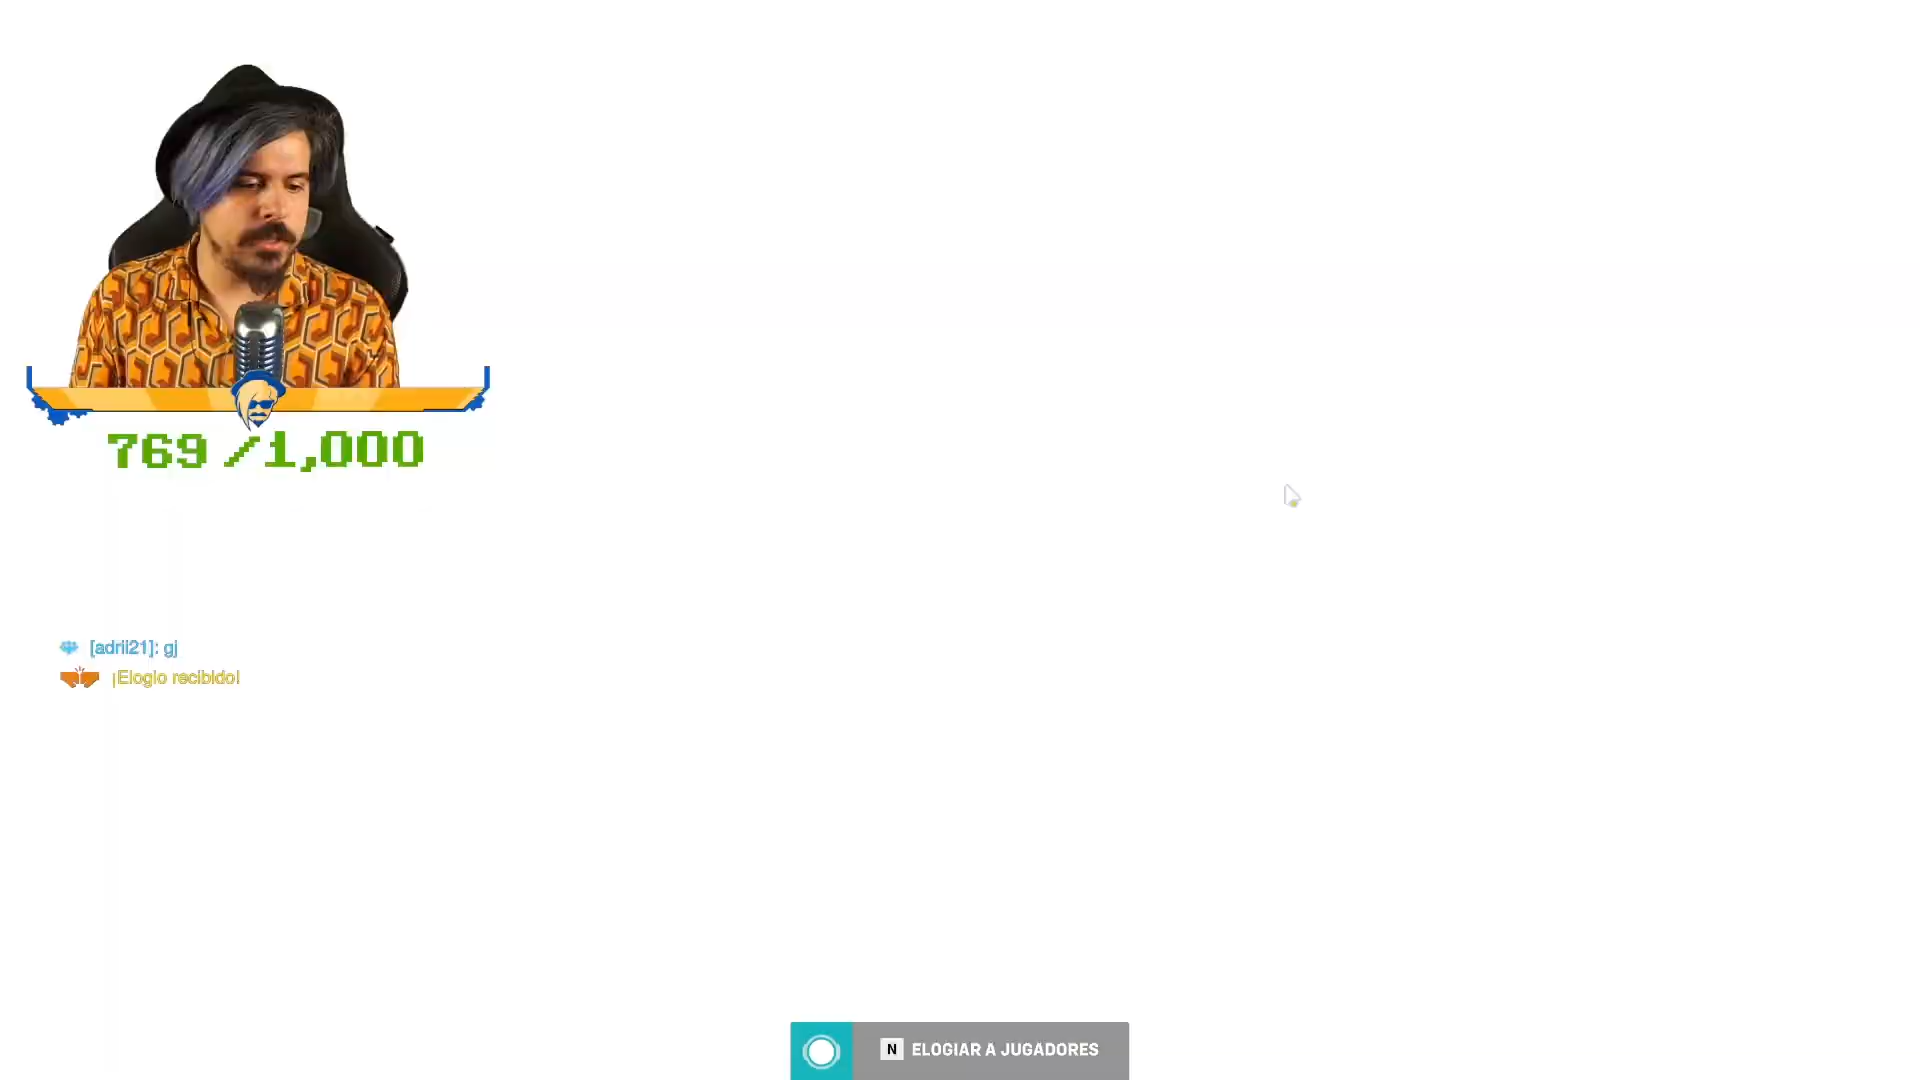 769 /1,000
[adrii21]: gj
¡Elogio recibido!
N ELOGIAR A JUGADORES